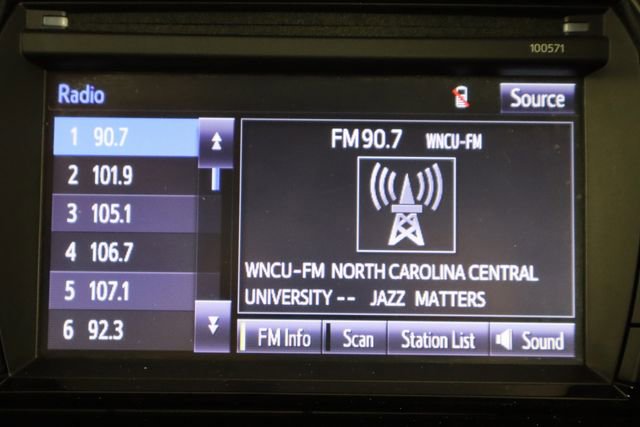 100571
Radio
Source
1 90.7
2 101.9
3 105.1
4 106.7
5 107.1
6 92.3
FM 90.7 WNCU-FM
WNCU-FM NORTH CAROLINA CENTRAL
UNIVERSITY -- JAZZ MATTERS
FM Info
Scan
Station List
Sound